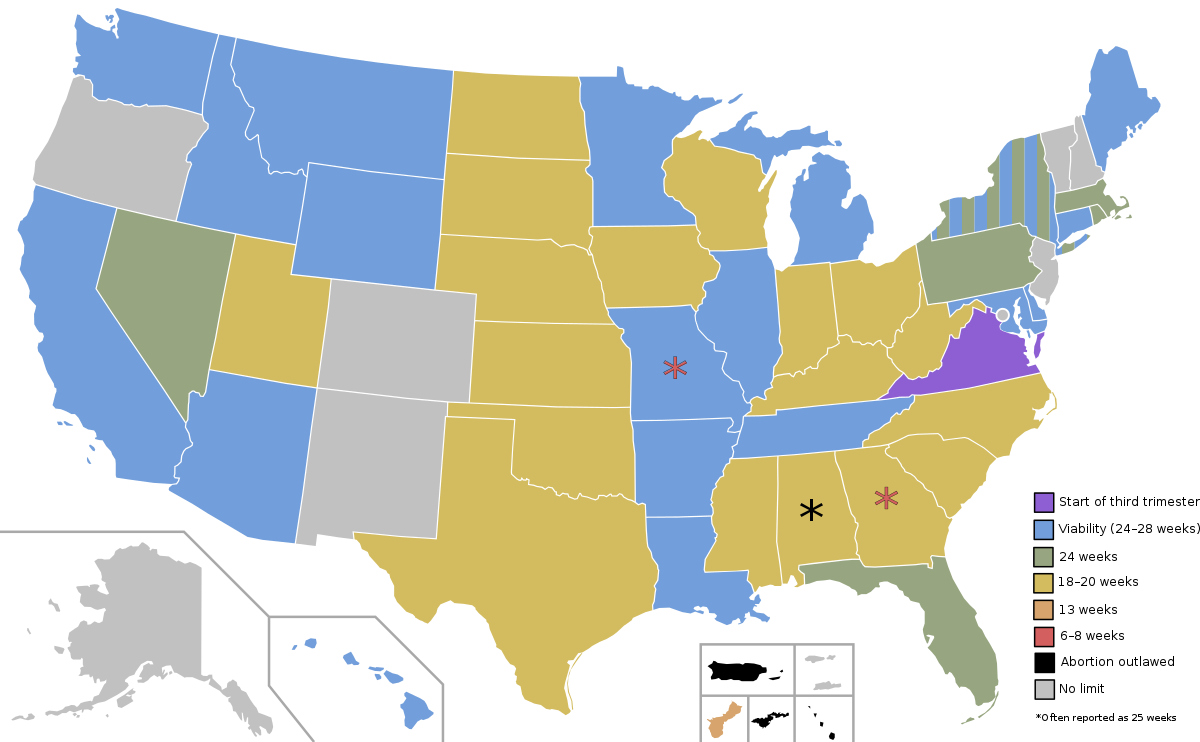 Start of third trimester
Viability (24–28 weeks)
24 weeks
18–20 weeks
13 weeks
6–8 weeks
Abortion outlawed
No limit
*Often reported as 25 weeks